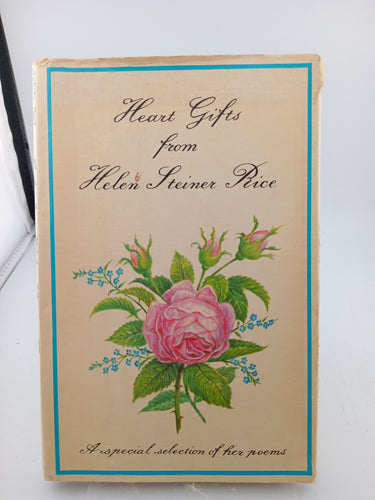 Heart Gifts
from
Helen Steiner Rice
A special selection of her poems